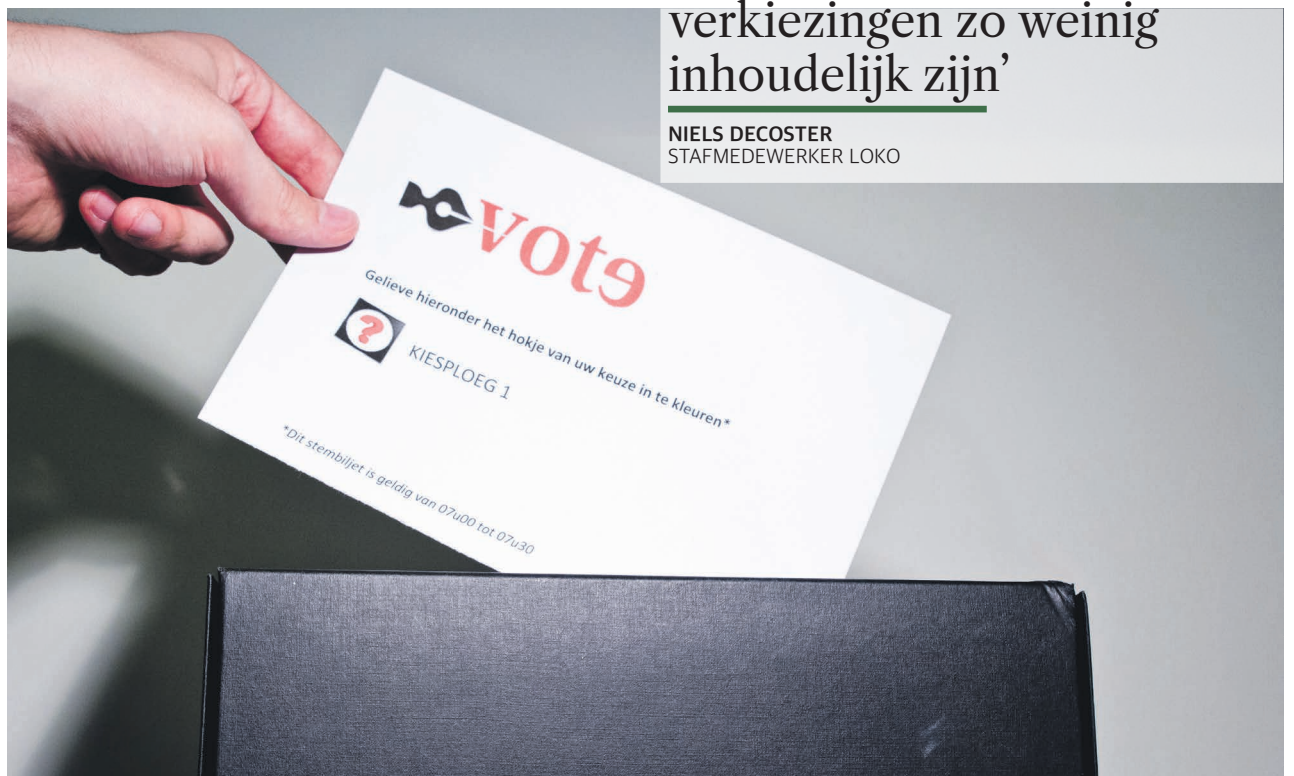 verkiezingen zo weinig
inhoudelijk zijn’
NIELS DECOSTER
STAFMEDEWERKER LOKO
vote
Gelieve hieronder het hokje van uw keuze in te kleuren*
?
KIESPLOEG 1
*Dit stembiljet is geldig van 07u00 tot 07u30